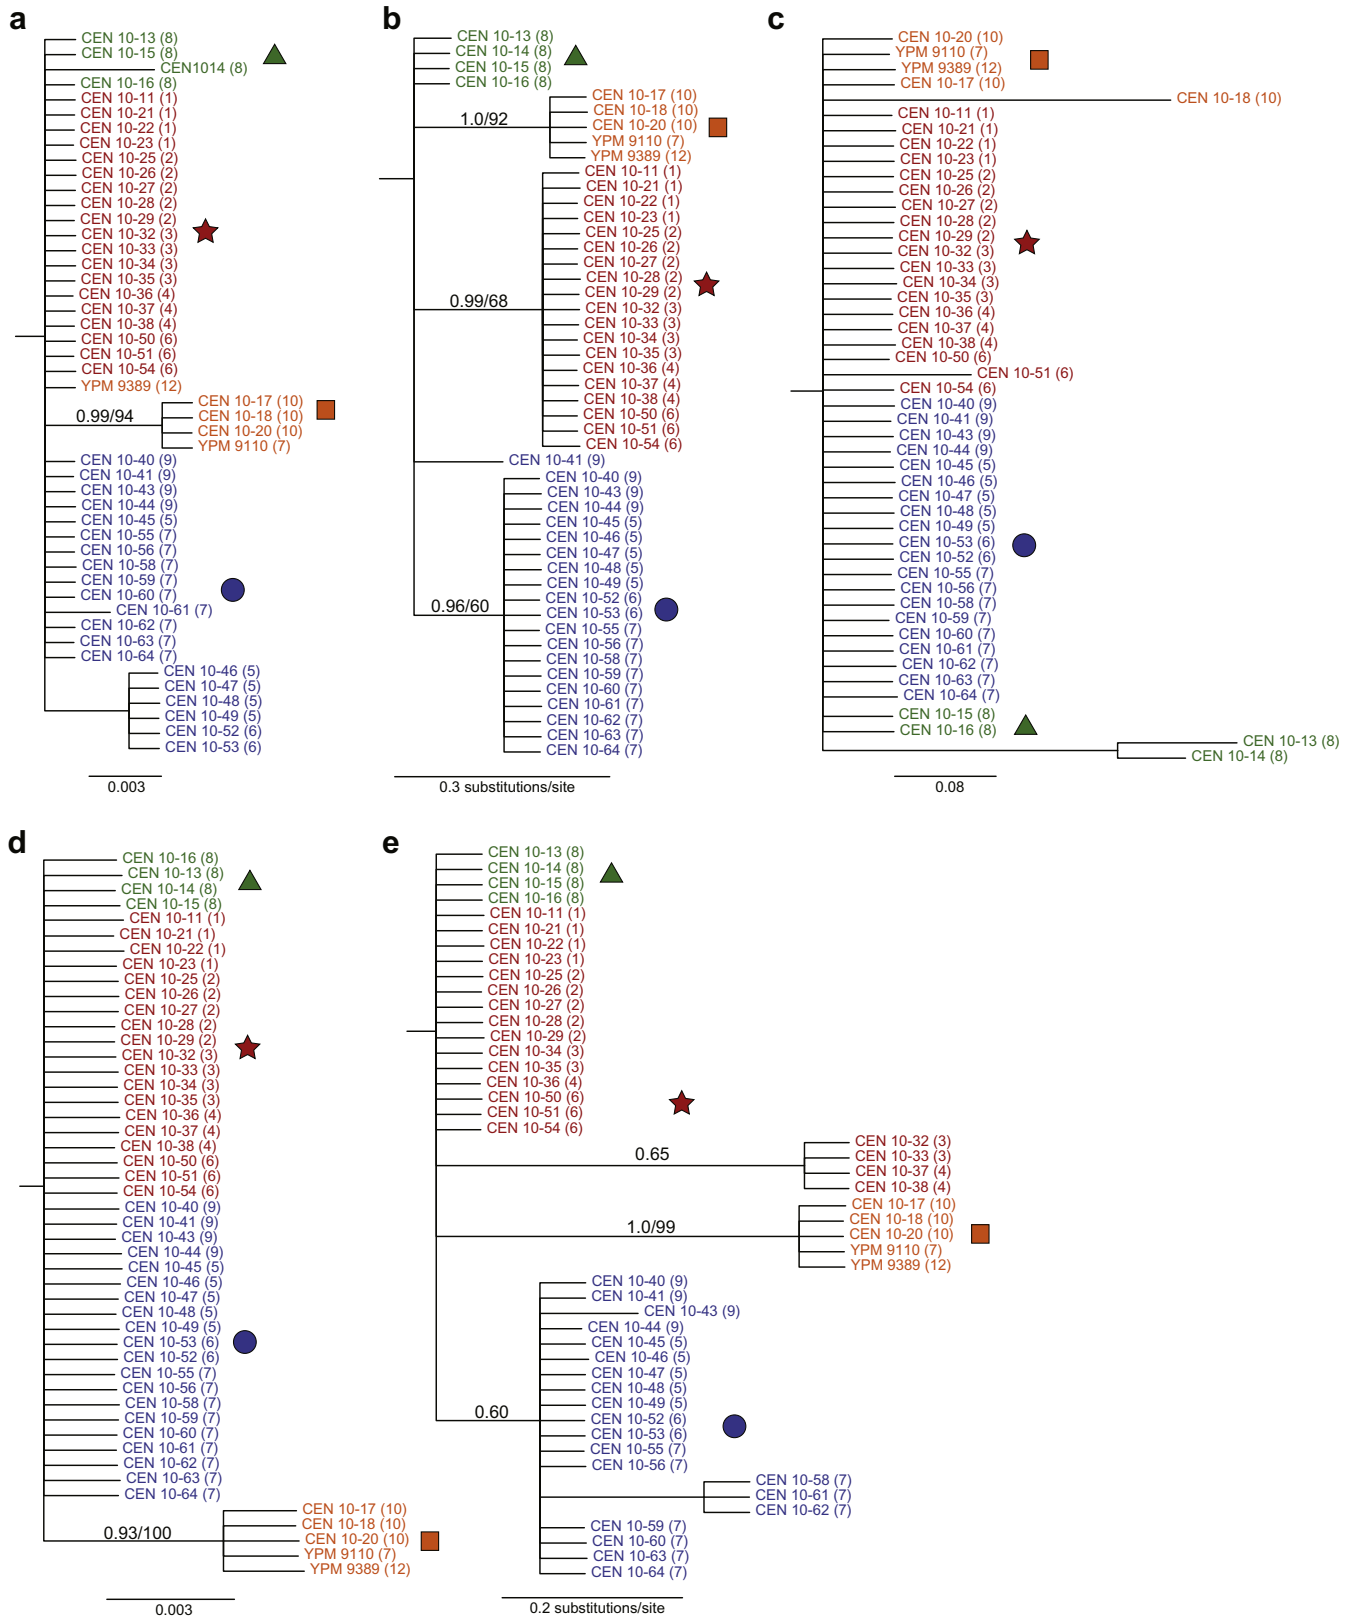 a
CEN 10-13 (8)
CEN 10-15 (8)
CEN1014 (8)
CEN 10-16 (8)
CEN 10-11 (1)
CEN 10-21 (1)
CEN 10-22 (1)
CEN 10-23 (1)
CEN 10-25 (2)
CEN 10-26 (2)
CEN 10-27 (2)
CEN 10-28 (2)
CEN 10-29 (2)
CEN 10-32 (3)
CEN 10-33 (3)
CEN 10-34 (3)
CEN 10-35 (3)
CEN 10-36 (4)
CEN 10-37 (4)
CEN 10-38 (4)
CEN 10-50 (6)
CEN 10-51 (6)
CEN 10-54 (6)
YPM 9389 (12)
0.99/94
CEN 10-17 (10)
CEN 10-18 (10)
CEN 10-20 (10)
YPM 9110 (7)
CEN 10-40 (9)
CEN 10-41 (9)
CEN 10-43 (9)
CEN 10-44 (9)
CEN 10-45 (5)
CEN 10-55 (7)
CEN 10-56 (7)
CEN 10-58 (7)
CEN 10-59 (7)
CEN 10-60 (7)
CEN 10-61 (7)
CEN 10-62 (7)
CEN 10-63 (7)
CEN 10-64 (7)
CEN 10-46 (5)
CEN 10-47 (5)
CEN 10-48 (5)
CEN 10-49 (5)
CEN 10-52 (6)
CEN 10-53 (6)
0.003
b
CEN 10-13 (8)
CEN 10-14 (8)
CEN 10-15 (8)
CEN 10-16 (8)
1.0/92
CEN 10-17 (10)
CEN 10-18 (10)
CEN 10-20 (10)
YPM 9110 (7)
YPM 9389 (12)
0.99/68
CEN 10-11 (1)
CEN 10-21 (1)
CEN 10-22 (1)
CEN 10-23 (1)
CEN 10-25 (2)
CEN 10-26 (2)
CEN 10-27 (2)
CEN 10-28 (2)
CEN 10-29 (2)
CEN 10-32 (3)
CEN 10-33 (3)
CEN 10-34 (3)
CEN 10-35 (3)
CEN 10-36 (4)
CEN 10-37 (4)
CEN 10-38 (4)
CEN 10-50 (6)
CEN 10-51 (6)
CEN 10-54 (6)
CEN 10-41 (9)
0.96/60
CEN 10-40 (9)
CEN 10-43 (9)
CEN 10-44 (9)
CEN 10-45 (5)
CEN 10-46 (5)
CEN 10-47 (5)
CEN 10-48 (5)
CEN 10-49 (5)
CEN 10-52 (6)
CEN 10-53 (6)
CEN 10-55 (7)
CEN 10-56 (7)
CEN 10-58 (7)
CEN 10-59 (7)
CEN 10-60 (7)
CEN 10-61 (7)
CEN 10-62 (7)
CEN 10-63 (7)
CEN 10-64 (7)
0.3 substitutions/site
c
CEN 10-20 (10)
YPM 9110 (7)
YPM 9389 (12)
CEN 10-17 (10)
CEN 10-18 (10)
CEN 10-11 (1)
CEN 10-21 (1)
CEN 10-22 (1)
CEN 10-23 (1)
CEN 10-25 (2)
CEN 10-26 (2)
CEN 10-27 (2)
CEN 10-28 (2)
CEN 10-29 (2)
CEN 10-32 (3)
CEN 10-33 (3)
CEN 10-34 (3)
CEN 10-35 (3)
CEN 10-36 (4)
CEN 10-37 (4)
CEN 10-38 (4)
CEN 10-50 (6)
CEN 10-51 (6)
CEN 10-54 (6)
CEN 10-40 (9)
CEN 10-41 (9)
CEN 10-43 (9)
CEN 10-44 (9)
CEN 10-45 (5)
CEN 10-46 (5)
CEN 10-47 (5)
CEN 10-48 (5)
CEN 10-49 (5)
CEN 10-53 (6)
CEN 10-52 (6)
CEN 10-55 (7)
CEN 10-56 (7)
CEN 10-58 (7)
CEN 10-59 (7)
CEN 10-60 (7)
CEN 10-61 (7)
CEN 10-62 (7)
CEN 10-63 (7)
CEN 10-64 (7)
CEN 10-15 (8)
CEN 10-16 (8)
CEN 10-13 (8)
CEN 10-14 (8)
0.08
d
CEN 10-16 (8)
CEN 10-13 (8)
CEN 10-14 (8)
CEN 10-15 (8)
CEN 10-11 (1)
CEN 10-21 (1)
CEN 10-22 (1)
CEN 10-23 (1)
CEN 10-25 (2)
CEN 10-26 (2)
CEN 10-27 (2)
CEN 10-28 (2)
CEN 10-29 (2)
CEN 10-32 (3)
CEN 10-33 (3)
CEN 10-34 (3)
CEN 10-35 (3)
CEN 10-36 (4)
CEN 10-37 (4)
CEN 10-38 (4)
CEN 10-50 (6)
CEN 10-51 (6)
CEN 10-54 (6)
CEN 10-40 (9)
CEN 10-41 (9)
CEN 10-43 (9)
CEN 10-44 (9)
CEN 10-45 (5)
CEN 10-46 (5)
CEN 10-47 (5)
CEN 10-48 (5)
CEN 10-49 (5)
CEN 10-53 (6)
CEN 10-52 (6)
CEN 10-55 (7)
CEN 10-56 (7)
CEN 10-58 (7)
CEN 10-59 (7)
CEN 10-60 (7)
CEN 10-61 (7)
CEN 10-62 (7)
CEN 10-63 (7)
CEN 10-64 (7)
0.93/100
CEN 10-17 (10)
CEN 10-18 (10)
CEN 10-20 (10)
YPM 9110 (7)
YPM 9389 (12)
0.003
e
CEN 10-13 (8)
CEN 10-14 (8)
CEN 10-15 (8)
CEN 10-16 (8)
CEN 10-11 (1)
CEN 10-21 (1)
CEN 10-22 (1)
CEN 10-23 (1)
CEN 10-25 (2)
CEN 10-26 (2)
CEN 10-27 (2)
CEN 10-28 (2)
CEN 10-29 (2)
CEN 10-34 (3)
CEN 10-35 (3)
CEN 10-36 (4)
CEN 10-50 (6)
CEN 10-51 (6)
CEN 10-54 (6)
0.65
CEN 10-32 (3)
CEN 10-33 (3)
CEN 10-37 (4)
CEN 10-38 (4)
1.0/99
CEN 10-17 (10)
CEN 10-18 (10)
CEN 10-20 (10)
YPM 9110 (7)
YPM 9389 (12)
0.60
CEN 10-40 (9)
CEN 10-41 (9)
CEN 10-43 (9)
CEN 10-44 (9)
CEN 10-45 (5)
CEN 10-46 (5)
CEN 10-47 (5)
CEN 10-48 (5)
CEN 10-49 (5)
CEN 10-52 (6)
CEN 10-53 (6)
CEN 10-55 (7)
CEN 10-56 (7)
CEN 10-58 (7)
CEN 10-61 (7)
CEN 10-62 (7)
CEN 10-59 (7)
CEN 10-60 (7)
CEN 10-63 (7)
CEN 10-64 (7)
0.2 substitutions/site